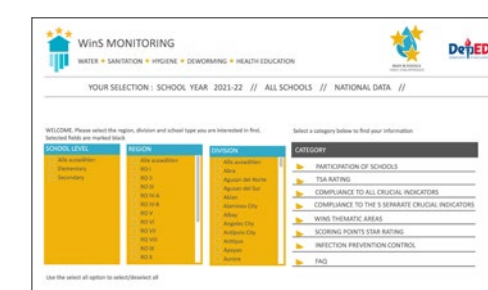 WinS MONITORING
WATER • SANITATION • HYGIENE • DEWORMING • HEALTH EDUCATION
DepED
YOUR SELECTION : SCHOOL YEAR 2021-22 // ALL SCHOOLS // NATIONAL DATA //
WELCOME. Please select the region, division and school type you are interested in first.
Selected fields are marked black
Select a category below to find your information
SCHOOL LEVEL
Alle auswählen
Elementary
Secondary
REGION
Alle auswählen
RO I
RO II
RO III
RO IV-A
RO IV-B
RO V
RO VI
RO VII
RO VIII
RO IX
RO X
DIVISION
Alle auswählen
Abra
Agusan del Norte
Agusan del Sur
Aklan
Alaminos City
Albay
Angeles City
Antipolo City
Antique
Apayao
Aurora
CATEGORY
PARTICIPATION OF SCHOOLS
TSA RATING
COMPLIANCE TO ALL CRUCIAL INDICATORS
COMPLIANCE TO THE 5 SEPARATE CRUCIAL INDICATORS
WINS THEMATIC AREAS
SCORING POINTS STAR RATING
INFECTION PREVENTION CONTROL
FAQ
Use the select all option to select/deselect all